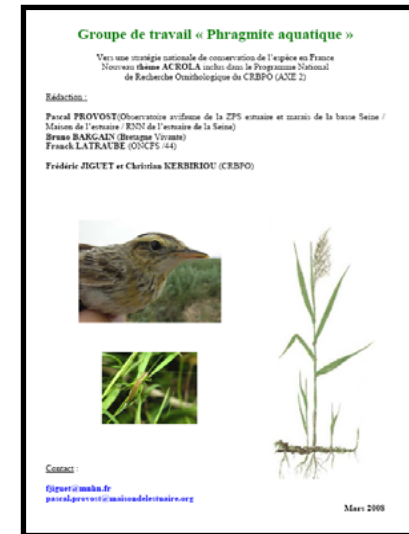 Groupe de travail « Phragmite aquatique »
Vers une stratégie nationale de conservation de l'espèce en France
Nouveau thème ACROLA inclus dans le Programme National
de Recherche Ornithologique du CRBPO (AXE 2)
Rédaction :
Pascal PROVOST(Observatoire avifaune de la ZPS estuaire et marais de la basse Seine /
Maison de l'estuaire / RNN de l'estuaire de la Seine)
Bruno BARGAIN (Bretagne Vivante)
Franck LATRAUBE (ONCFS /44)
Frédéric JIGUET et Christian KERBIRIOU (CRBPO)
Contact :
fjiguet@mnhn.fr
pascal.provost@maisondelestuaire.org
Mars 2008